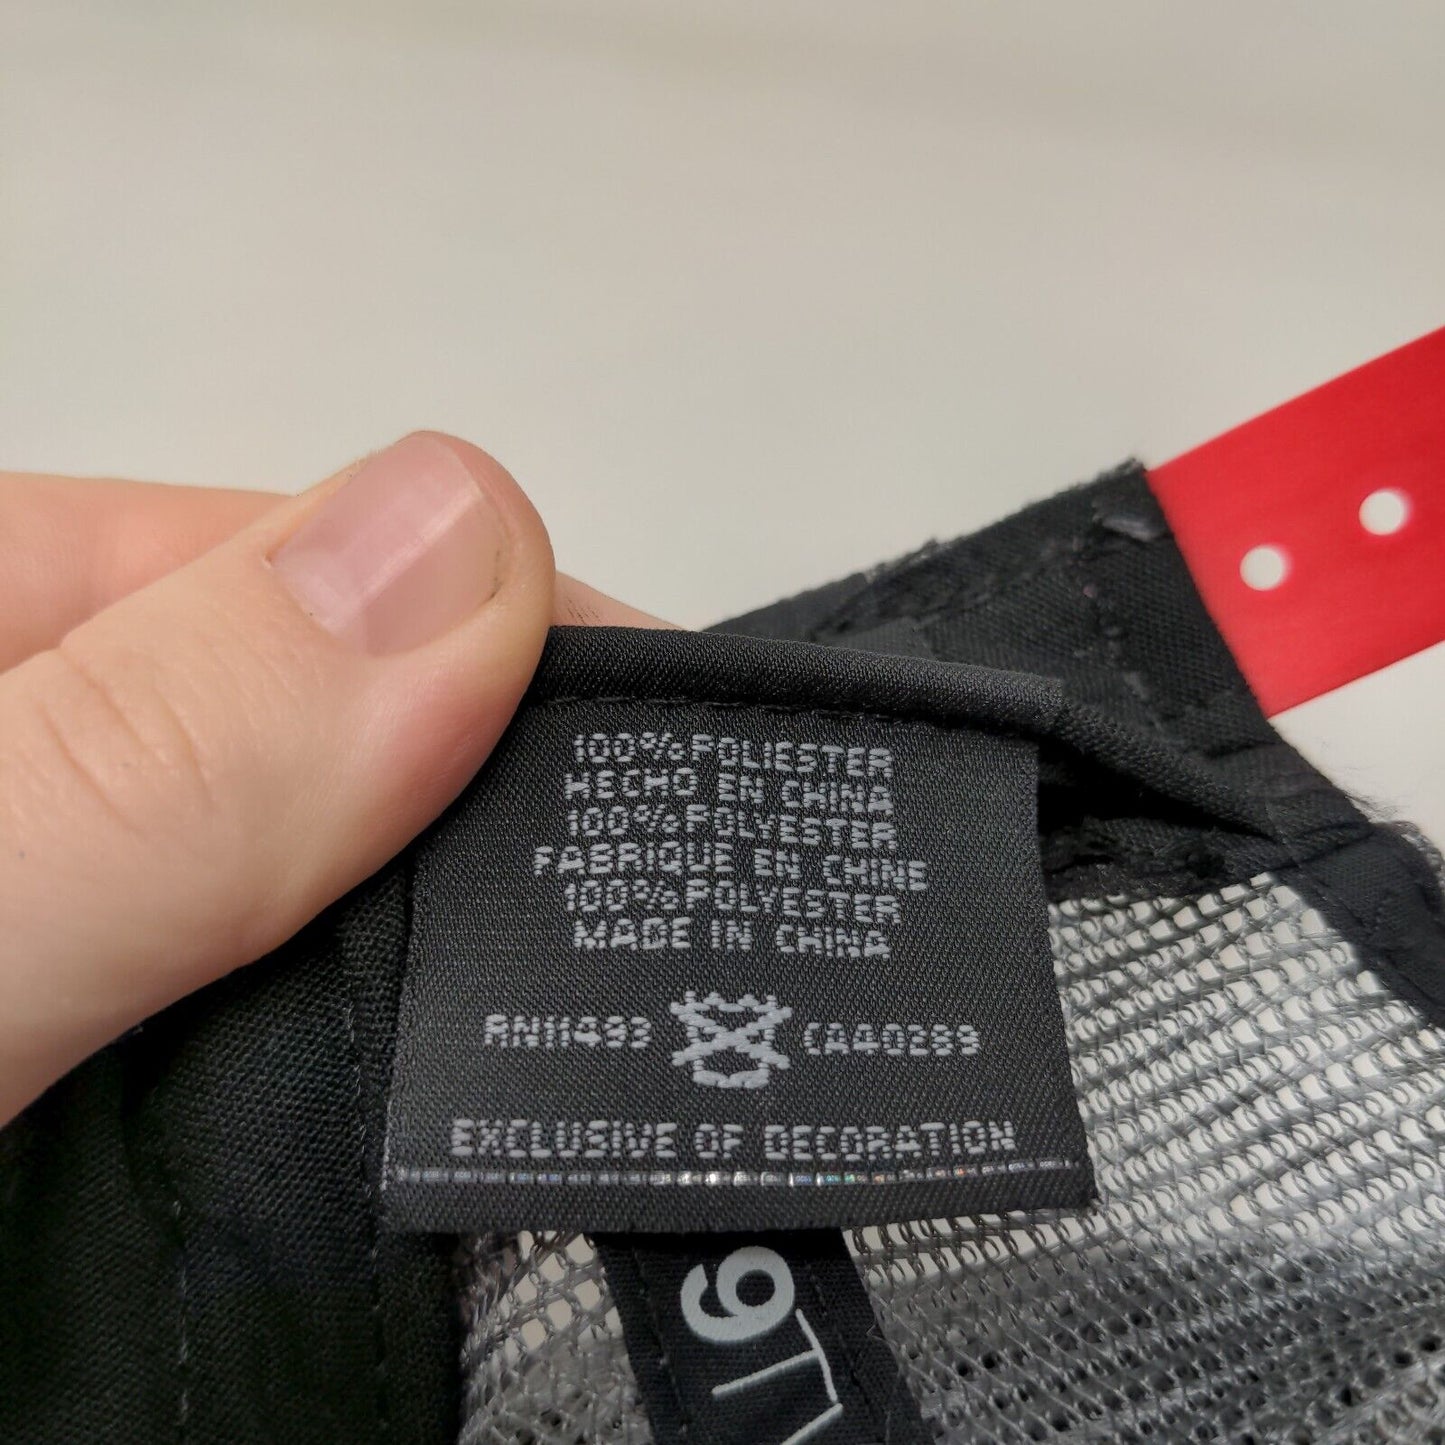 100%POLIESTER
HECHO EN CHINA
100%POLYESTER
FABRIQUE EN CHINE
100%POLYESTER
MADE IN CHINA
RN11493 CAA0299
EXCLUSIVE OF DECORATION